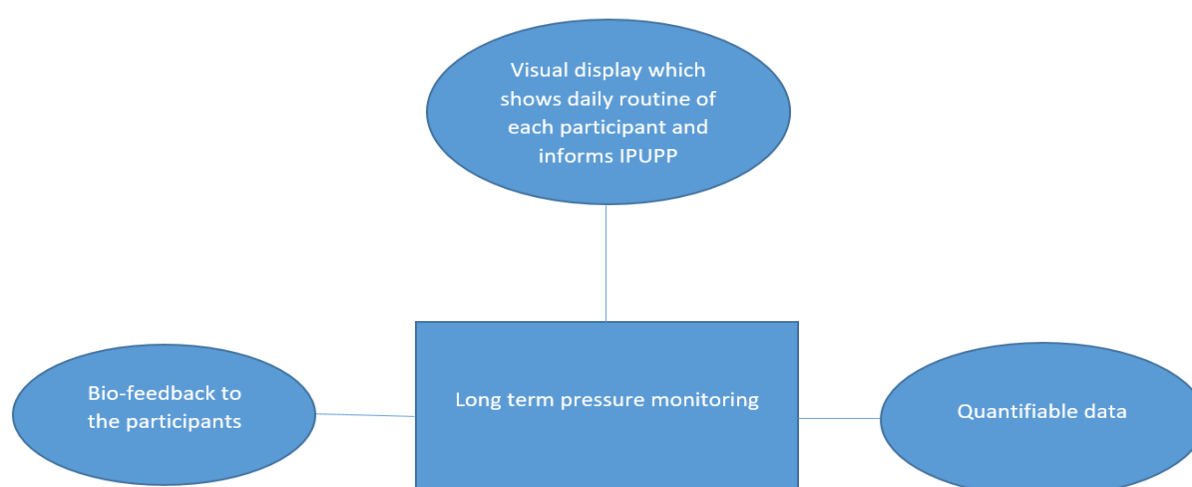 Visual display which
shows daily routine of
each participant and
informs IPUPP
Bio-feedback to
the participants
Long term pressure monitoring
Quantifiable data